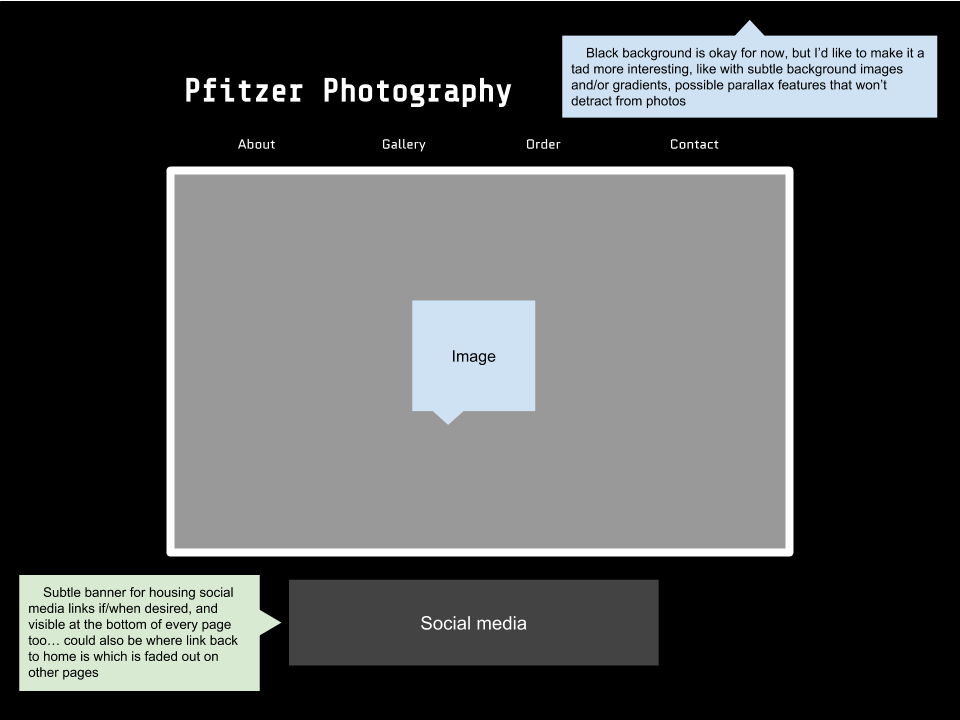 Black background is okay for now, but I’d like to make it a
tad more interesting, like with subtle background images
and/or gradients, possible parallax features that won’t
detract from photos
Pfitzer Photography
About Gallery Order Contact
Image
Subtle banner for housing social
media links if/when desired, and
visible at the bottom of every page
too… could also be where link back
to home is which is faded out on
other pages
Social media